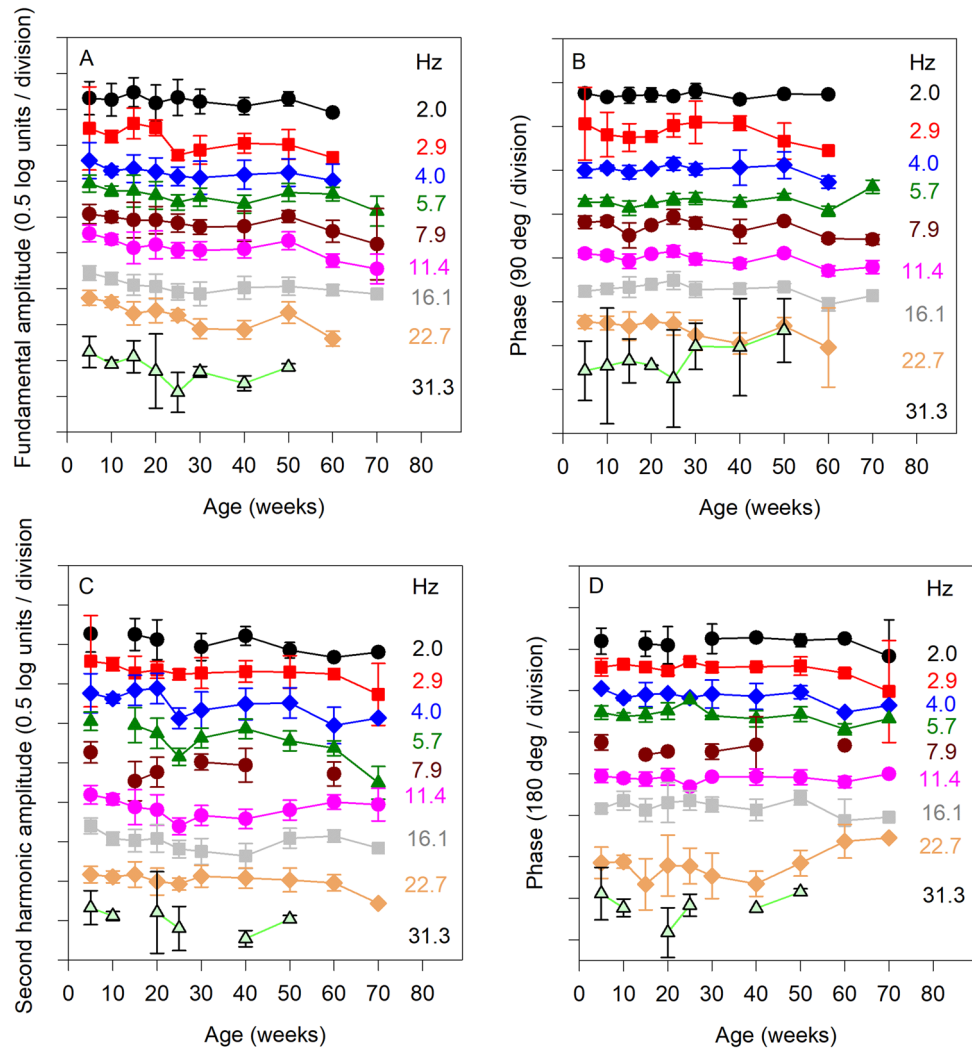 A
Hz
2.0
2.9
4.0
5.7
7.9
11.4
16.1
22.7
31.3
Fundamental amplitude (0.5 log units / division)
0 10 20 30 40 50 60 70 80
Age (weeks)
B
Hz
2.0
2.9
4.0
5.7
7.9
11.4
16.1
22.7
31.3
Phase (90 deg / division)
0 10 20 30 40 50 60 70 80
Age (weeks)
C
Hz
2.0
2.9
4.0
5.7
7.9
11.4
16.1
22.7
31.3
Second harmonic amplitude (0.5 log units / division)
0 10 20 30 40 50 60 70 80
Age (weeks)
D
Hz
2.0
2.9
4.0
5.7
7.9
11.4
16.1
22.7
31.3
Phase (180 deg / division)
0 10 20 30 40 50 60 70 80
Age (weeks)